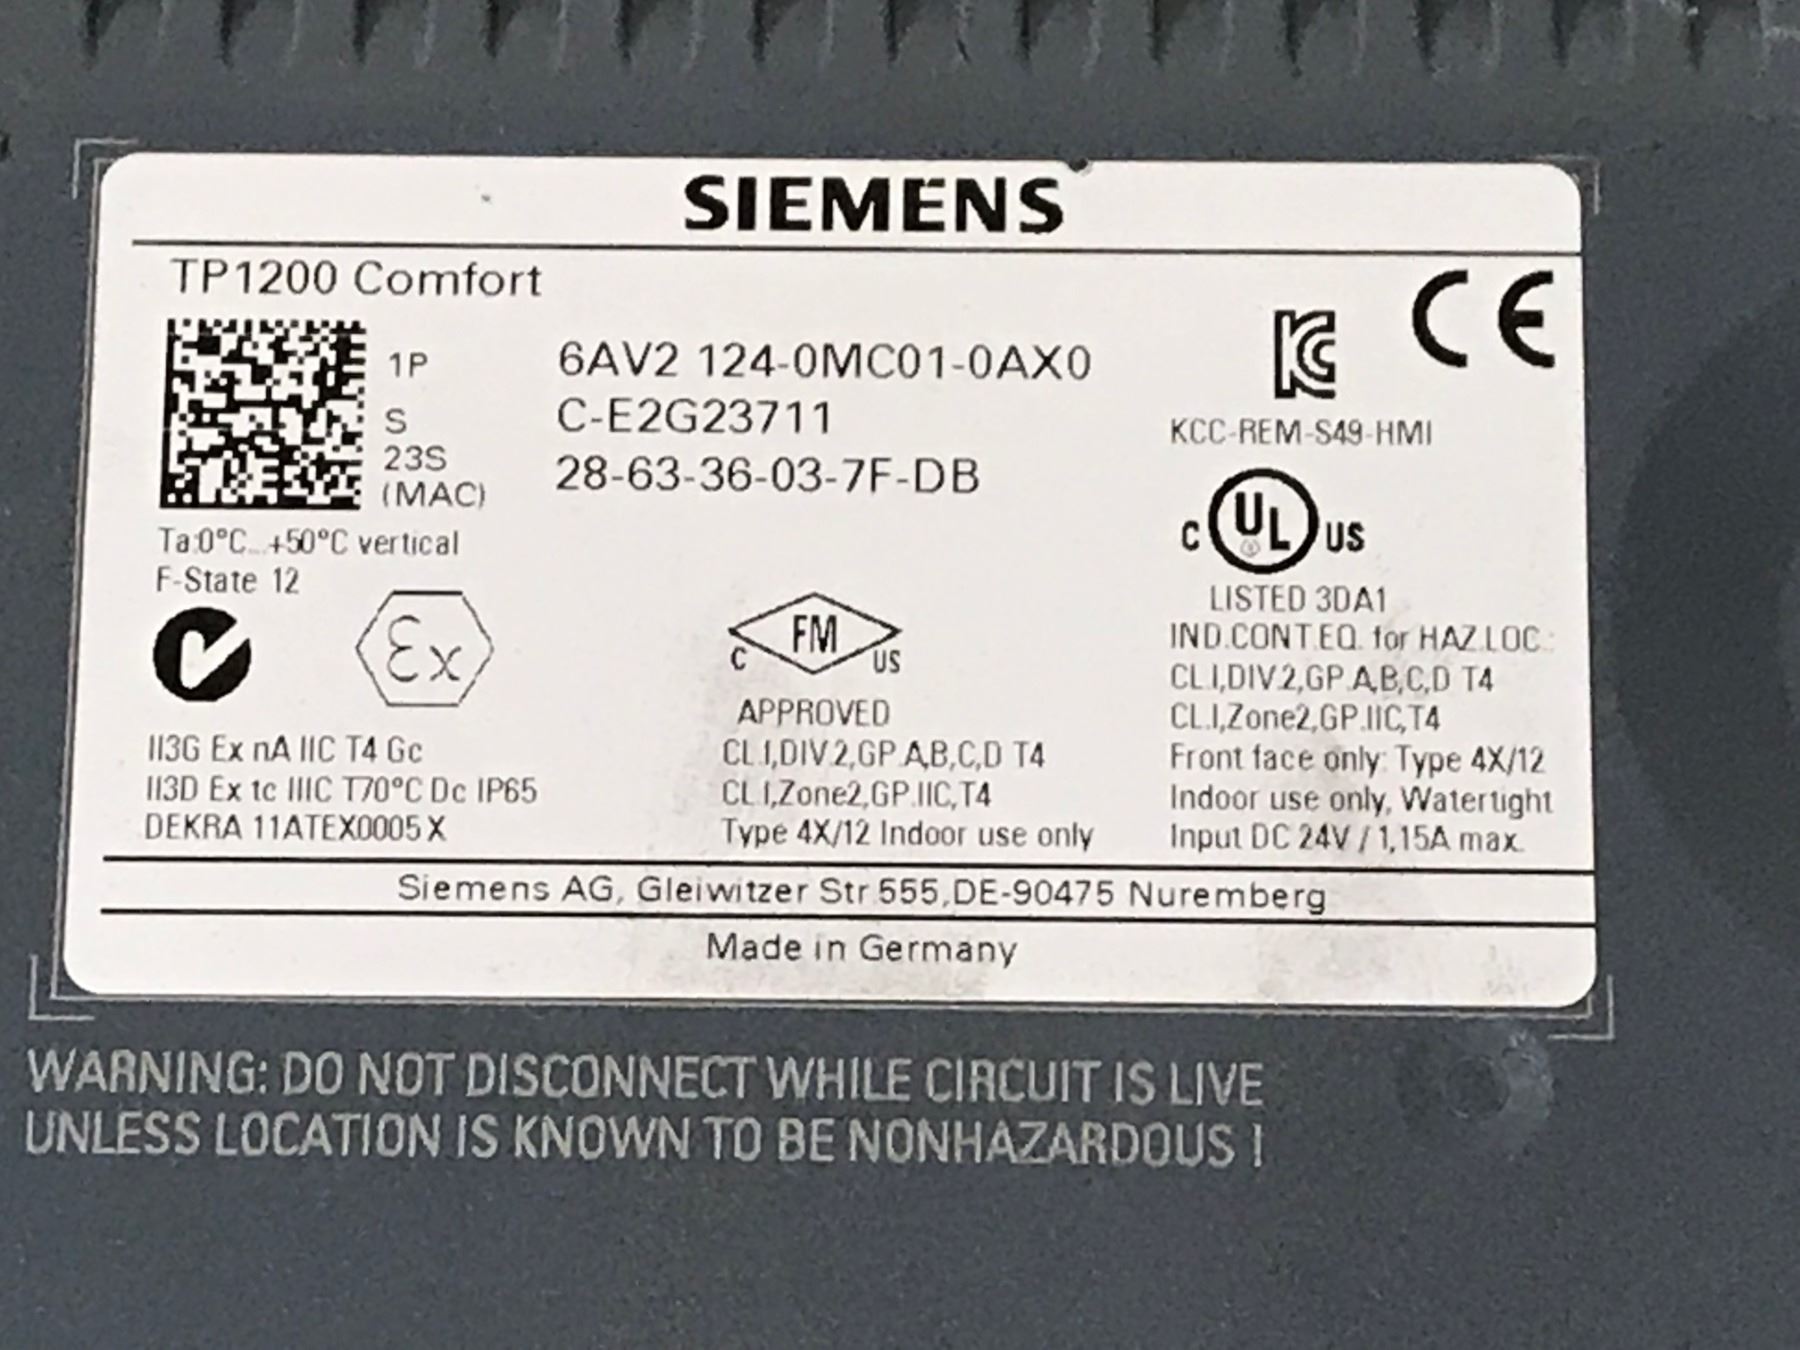 SIEMENS
TP1200 Comfort
1P 6AV2 124-0MC01-0AX0
S C-E2G23711
23S
(MAC) 28-63-36-03-7F-DB
CE
KCC-REM-S49-HMI
C UL US
LISTED 3DA1
IND.CONT.EQ. for HAZ.LOC.:
CL.I,DIV.2,GP.A,B,C,D T4
CL.I,Zone2,GP.IIC,T4
Front face only: Type 4X/12
Indoor use only, Watertight
Input DC 24V / 1,15A max.
Ta:0°C...+50°C vertical
F-State 12
Ex
II3G Ex nA IIC T4 Gc
II3D Ex tc IIIC T70°C Dc IP65
DEKRA 11ATEX0005 X
C FM US
APPROVED
CL.I,DIV.2,GP.A,B,C,D T4
CL.I,Zone2,GP.IIC,T4
Type 4X/12 Indoor use only
Siemens AG, Gleiwitzer Str.555,DE-90475 Nuremberg
Made in Germany
WARNING: DO NOT DISCONNECT WHILE CIRCUIT IS LIVE
UNLESS LOCATION IS KNOWN TO BE NONHAZARDOUS !